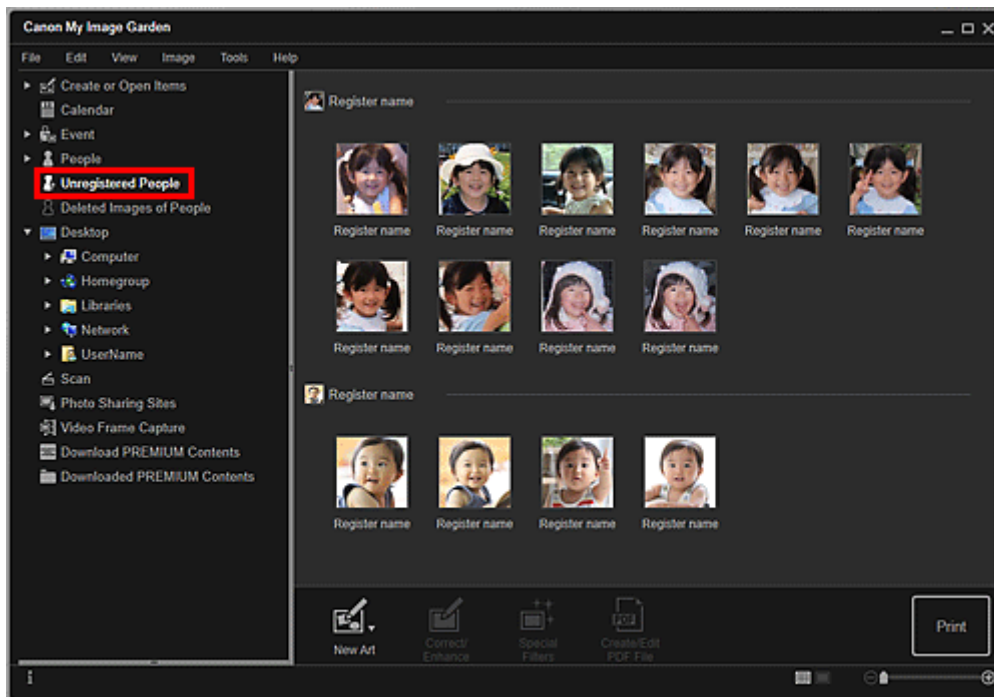 Canon My Image Garden
File Edit View Image Tools Help
Create or Open Items
Calendar
Event
People
Unregistered People
Deleted Images of People
Desktop
Computer
Homegroup
Libraries
Network
UserName
Scan
Photo Sharing Sites
Video Frame Capture
Download PREMIUM Contents
Downloaded PREMIUM Contents
Register name
Register name Register name Register name Register name Register name Register name
Register name Register name Register name Register name
Register name
Register name Register name Register name Register name
New Art
Correct/
Enhance
Special
Filters
PDF
Create/Edit
PDF File
Print